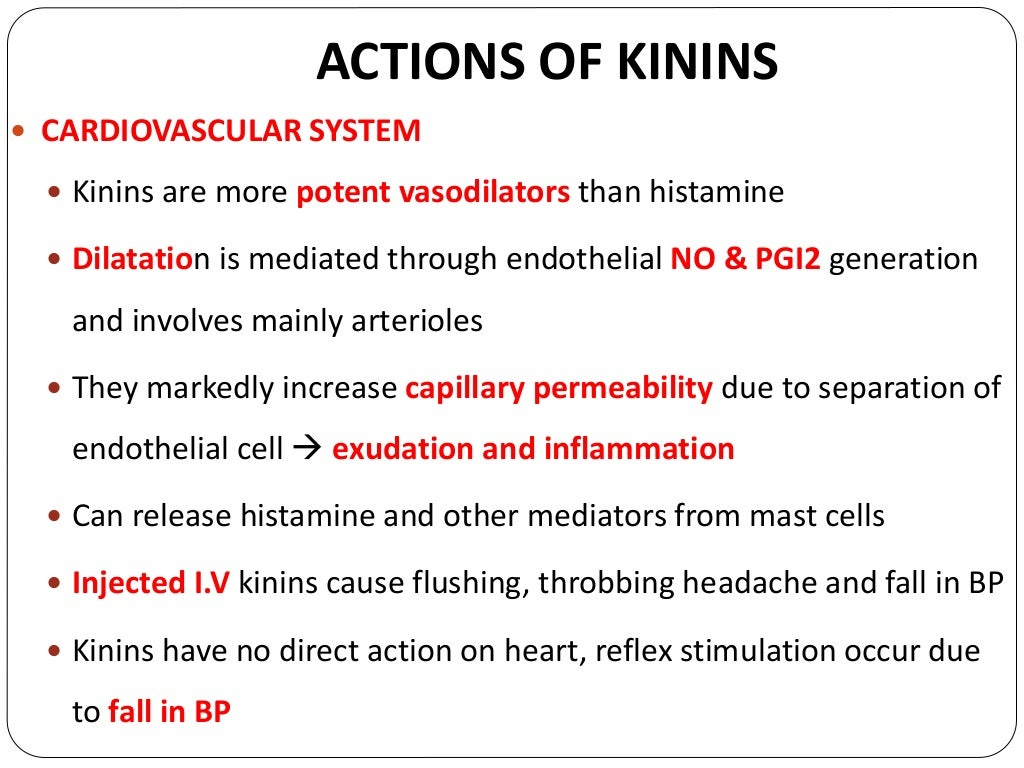 ACTIONS OF KININS
• CARDIOVASCULAR SYSTEM
• Kinins are more potent vasodilators than histamine
• Dilatation is mediated through endothelial NO & PGI2 generation
and involves mainly arterioles
• They markedly increase capillary permeability due to separation of
endothelial cell → exudation and inflammation
• Can release histamine and other mediators from mast cells
• Injected I.V kinins cause flushing, throbbing headache and fall in BP
• Kinins have no direct action on heart, reflex stimulation occur due
to fall in BP